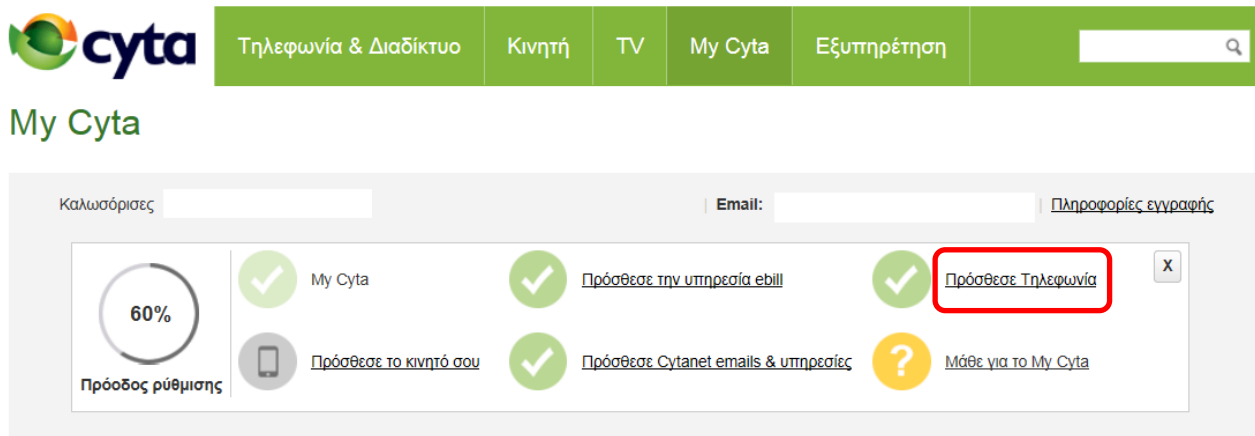 cyta Τηλεφωνία & Διαδίκτυο Κινητή TV My Cyta Εξυπηρέτηση
My Cyta
Καλωσόρισες | Email: | Πληροφορίες εγγραφής
My Cyta Πρόσθεσε την υπηρεσία ebill Πρόσθεσε Τηλεφωνία X
60%
Πρόσθεσε το κινητό σου Πρόσθεσε Cytanet emails & υπηρεσίες ? Μάθε για το My Cyta
Πρόοδος ρύθμισης